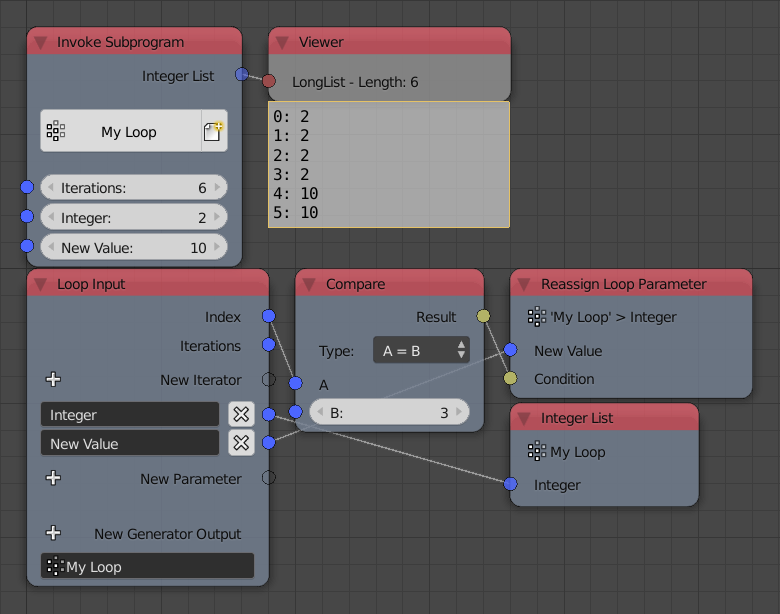 Invoke Subprogram
Integer List
My Loop
Iterations: 6
Integer: 2
New Value: 10
Viewer
LongList - Length: 6
0: 2
1: 2
2: 2
3: 2
4: 10
5: 10
Loop Input
Index
Iterations
New Iterator
Integer
New Value
New Parameter
New Generator Output
My Loop
Compare
Result
Type: A = B
A
B: 3
Reassign Loop Parameter
'My Loop' > Integer
New Value
Condition
Integer List
My Loop
Integer